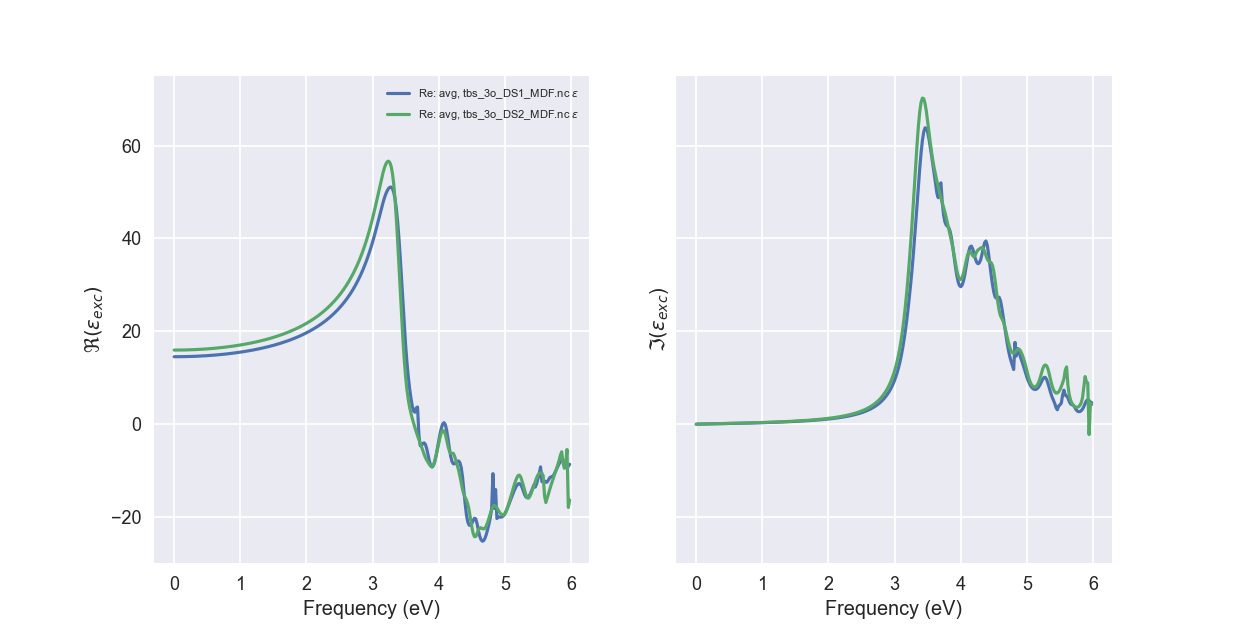 Re: avg, tbs_3o_DS1_MDF.nc ε
Re: avg, tbs_3o_DS2_MDF.nc ε
ℜ(ε_exc)
60
40
20
0
−20
0 1 2 3 4 5 6
Frequency (eV)
ℑ(ε_exc)
0 1 2 3 4 5 6
Frequency (eV)